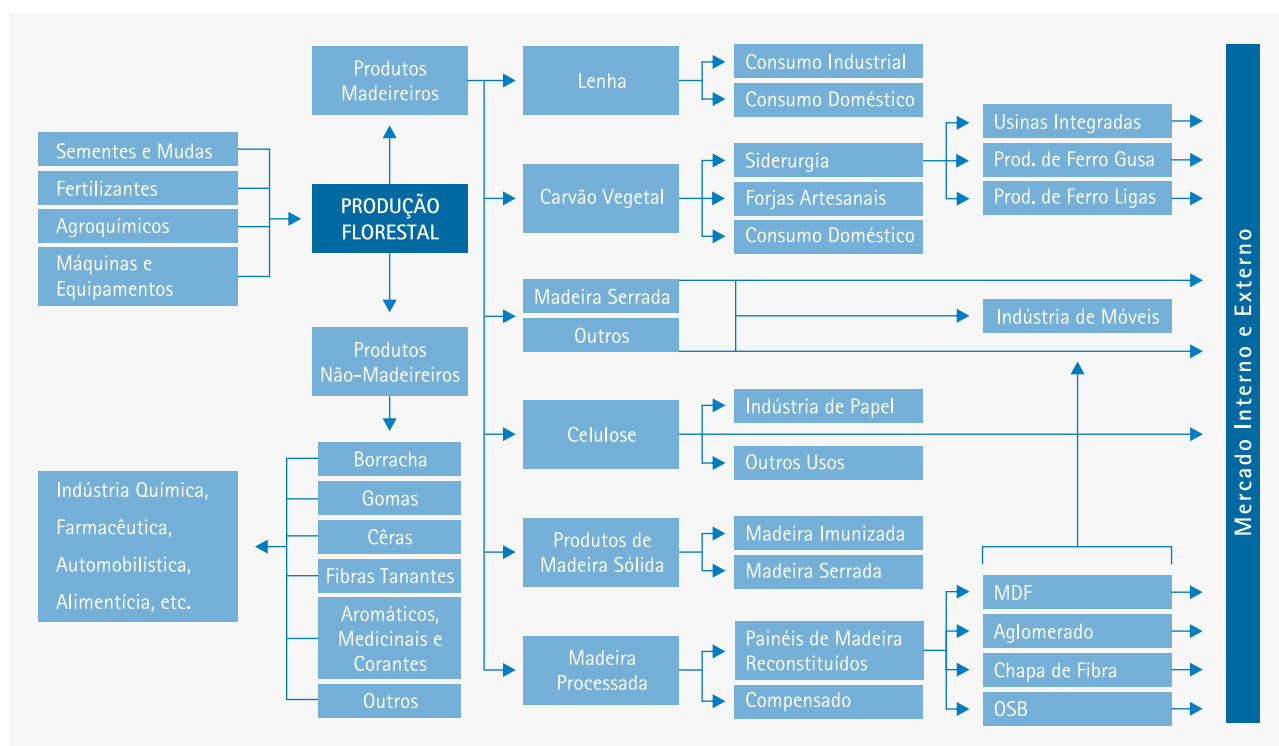 Produtos
Madeireiros
Lenha
Consumo Industrial
Consumo Doméstico
Sementes e Mudas
Fertilizantes
Agroquímicos
Máquinas e
Equipamentos
PRODUÇÃO
FLORESTAL
Carvão Vegetal
Siderurgia
Forjas Artesanais
Consumo Doméstico
Usinas Integradas
Prod. de Ferro Gusa
Prod. de Ferro Ligas
Madeira Serrada
Outros
Indústria de Móveis
Produtos
Não-Madeireiros
Celulose
Indústria de Papel
Outros Usos
Borracha
Gomas
Cêras
Fibras Tanantes
Aromáticos,
Medicinais e
Corantes
Outros
Indústria Química,
Farmacêutica,
Automobilística,
Alimentícia, etc.
Produtos de
Madeira Sólida
Madeira Imunizada
Madeira Serrada
Madeira
Processada
Painéis de Madeira
Reconstituídos
Compensado
MDF
Aglomerado
Chapa de Fibra
OSB
Mercado Interno e Externo